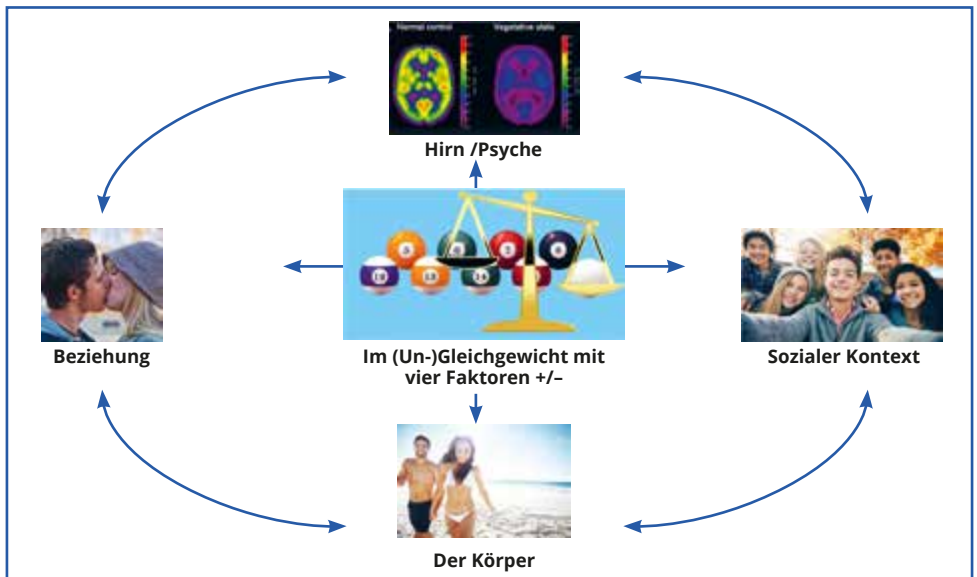 Normal control
Vegetative state
Hirn /Psyche
Beziehung
Im (Un-)Gleichgewicht mit
vier Faktoren +/–
Sozialer Kontext
Der Körper